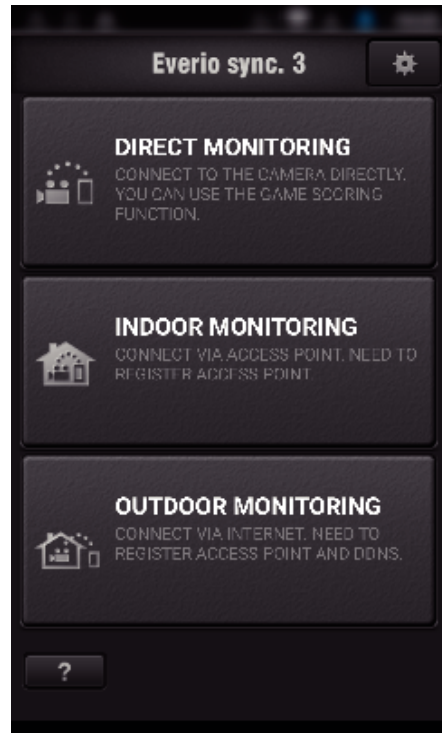 Everio sync. 3
DIRECT MONITORING
CONNECT TO THE CAMERA DIRECTLY.
YOU CAN USE THE GAME SCORING
FUNCTION.
INDOOR MONITORING
CONNECT VIA ACCESS POINT. NEED TO
REGISTER ACCESS POINT.
OUTDOOR MONITORING
CONNECT VIA INTERNET. NEED TO
REGISTER ACCESS POINT AND DDNS.
?